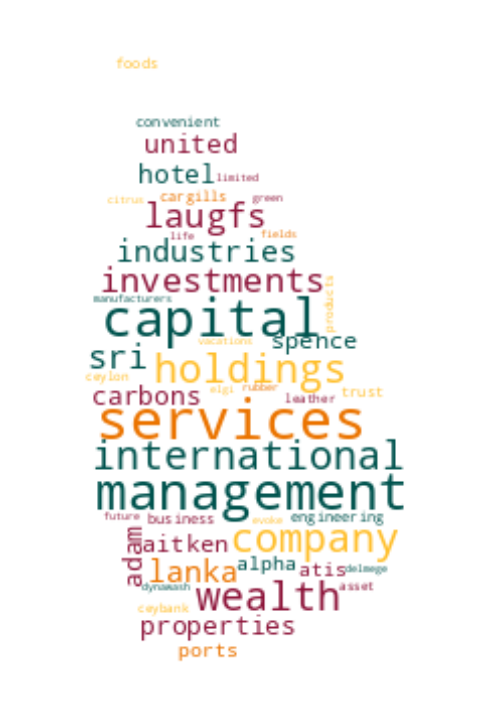 foods
convenient
united
hotel limited
citrus cargills green
laugfs
life fields
industries
investments
manufacturers products
capital
vacations spence
sri holdings
ceylon elgi rubber
carbons leather trust
services
international
management
future business evoke engineering
adam aitken company
lanka alpha atis delmege
dynawash wealth asset
ceybank
properties
ports